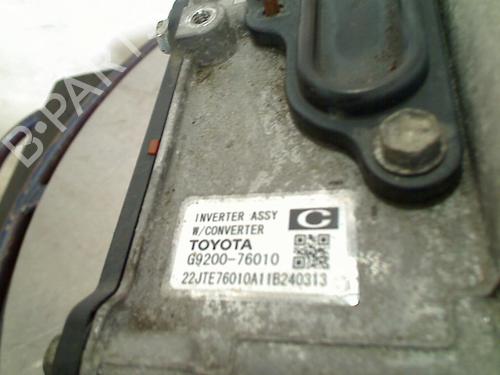 INVERTER ASSY
W/CONVERTER
C
TOYOTA
G9200-76010
22JTE76010A11B240313
B-PARTS